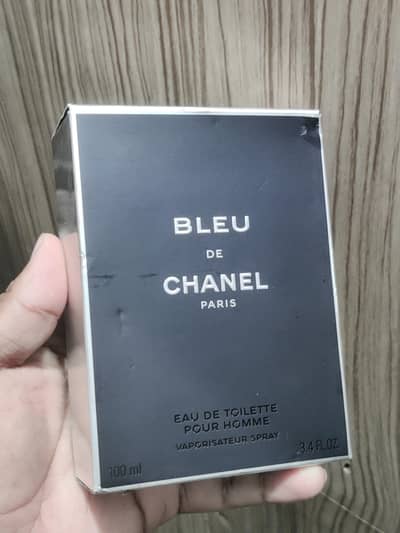 BLEU
DE
CHANEL
PARIS
EAU DE TOILETTE
POUR HOMME
VAPORISATEUR SPRAY
100 ml
3.4 FL.OZ.